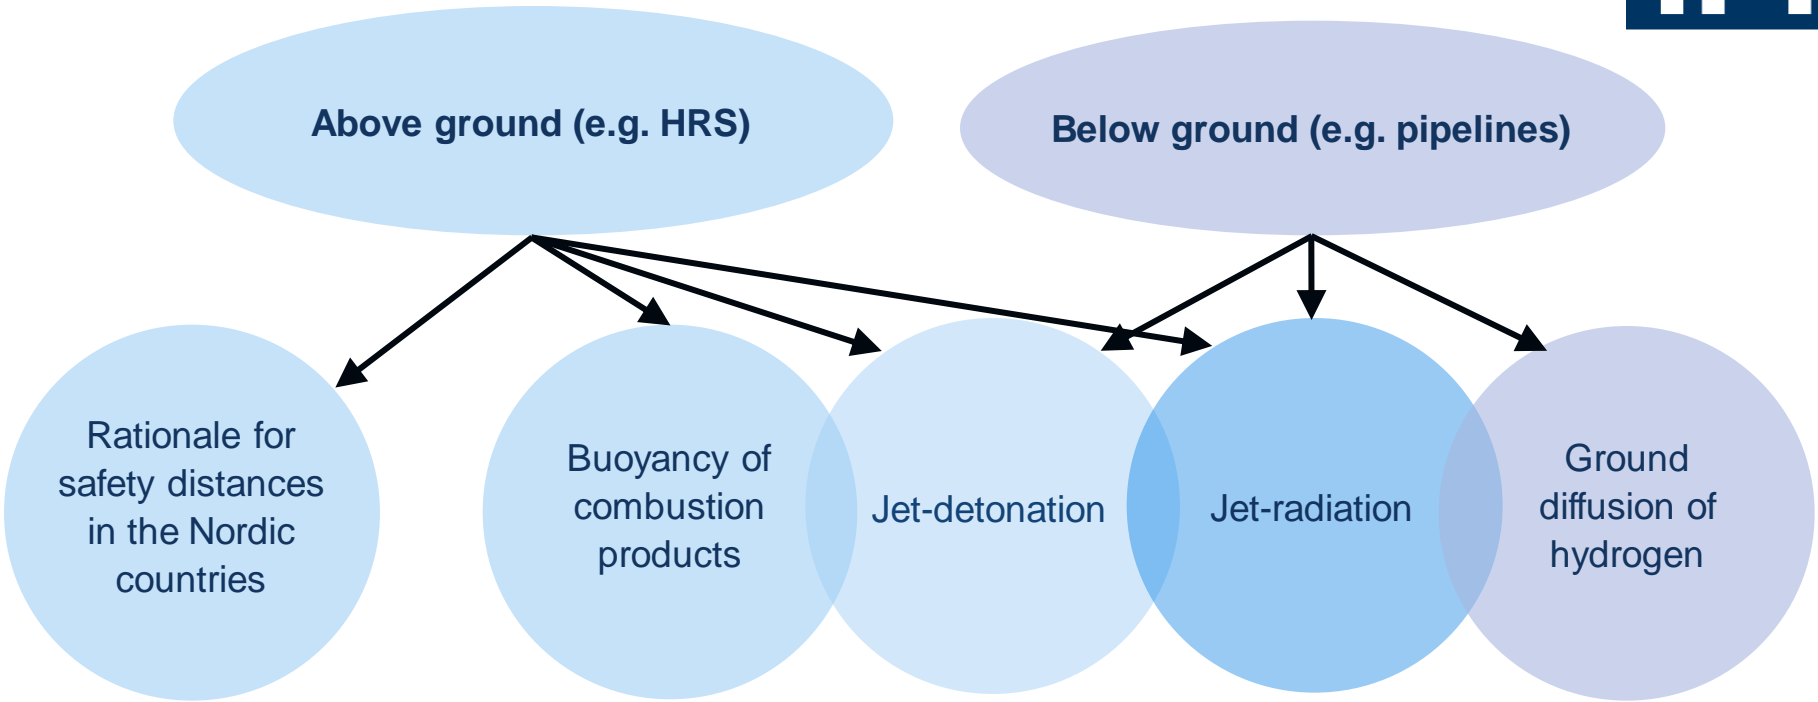 Above ground (e.g. HRS)
Below ground (e.g. pipelines)
Rationale for
safety distances
in the Nordic
countries
Buoyancy of
combustion
products
Jet-detonation
Jet-radiation
Ground
diffusion of
hydrogen